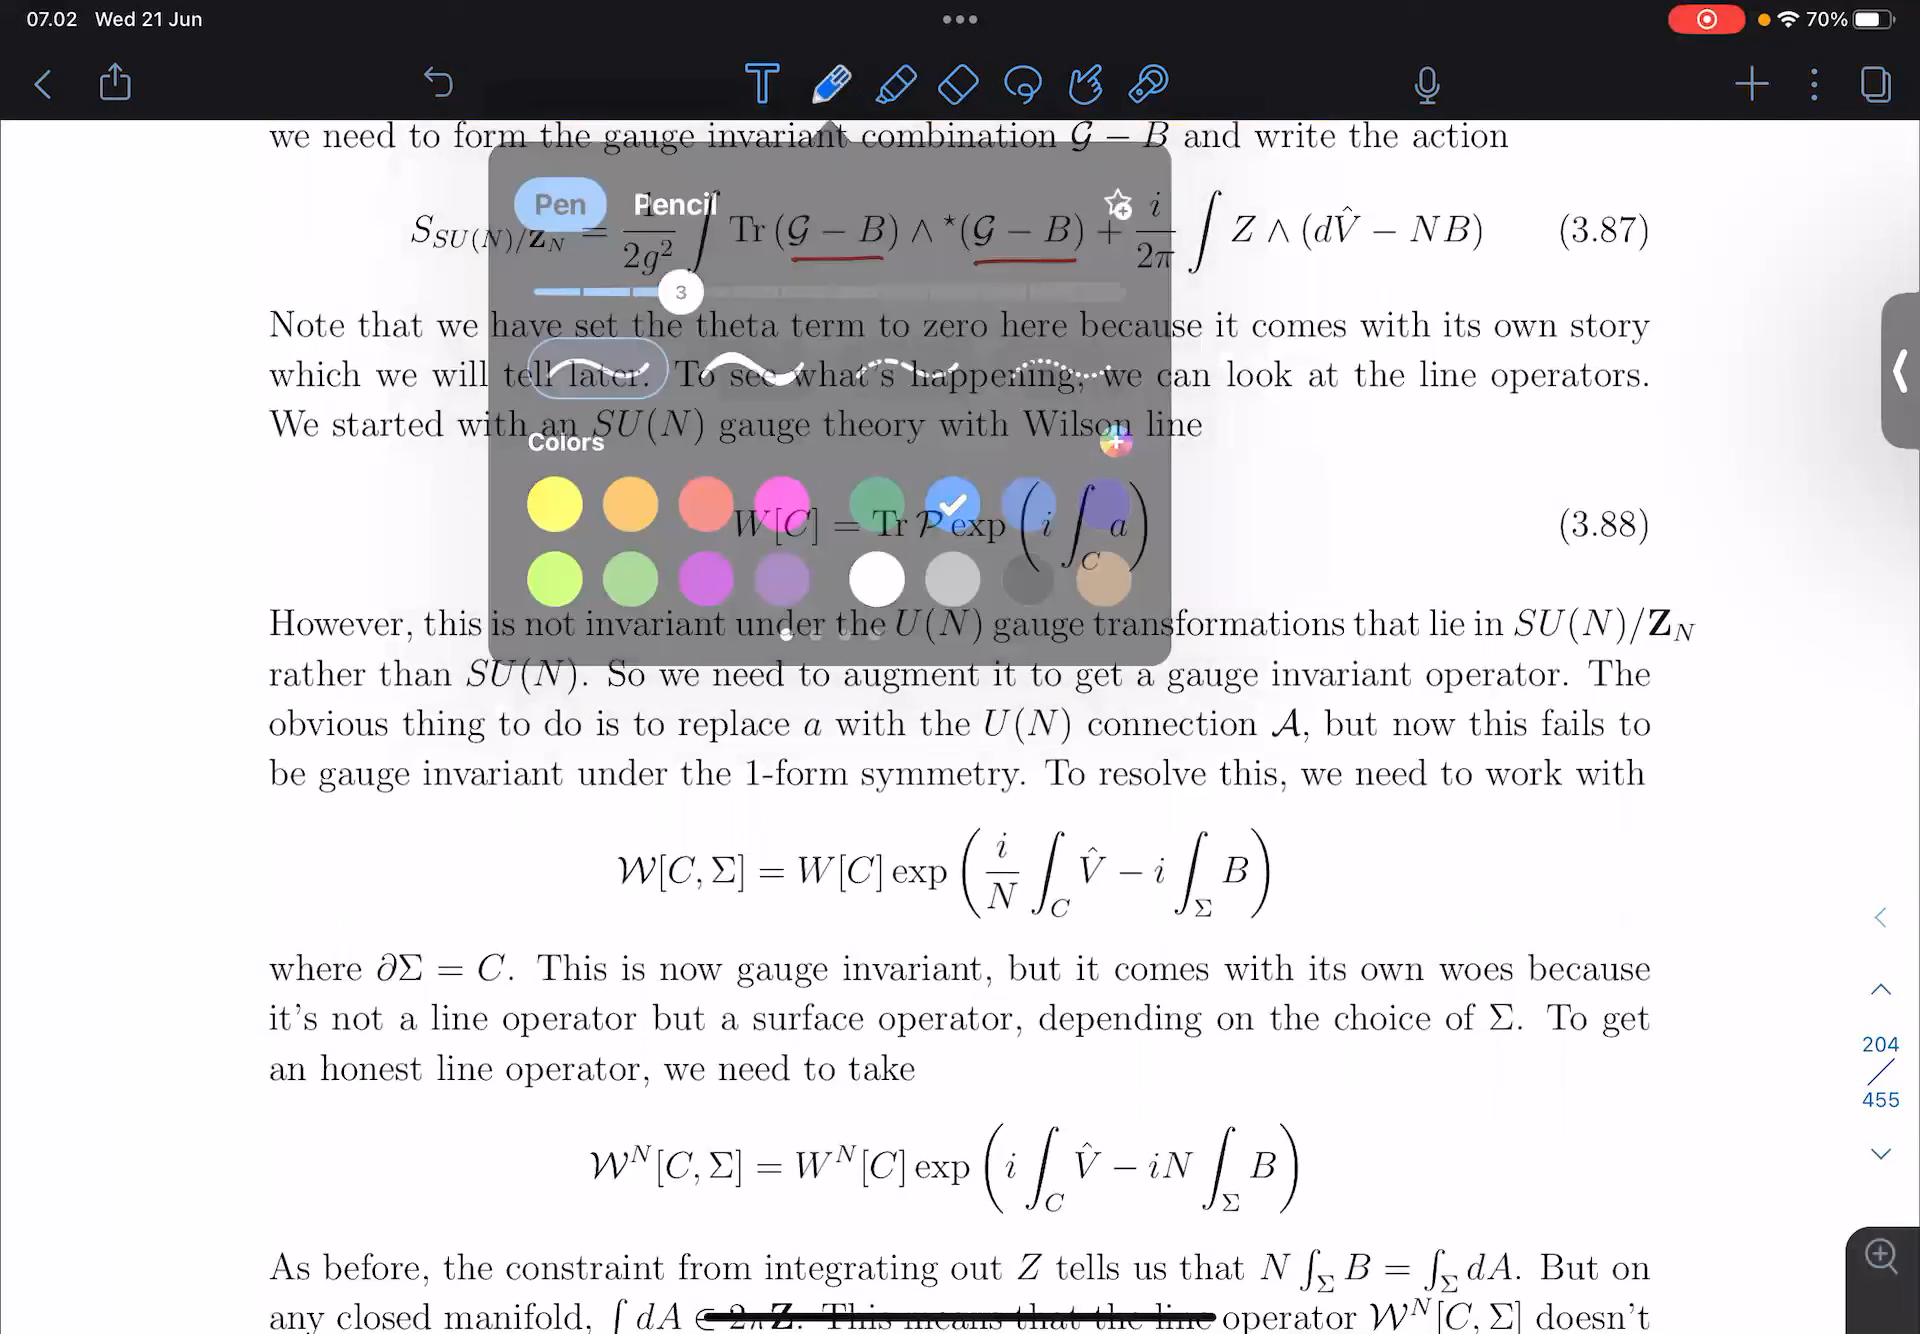 07.02 Wed 21 Jun
70%
we need to form the gauge invariant combination 𝒢 − B and write the action
Pen Pencil
S_{SU(N)/Z_N} = 1/2g² ∫ Tr (𝒢 − B) ∧ *(𝒢 − B) + i/2π ∫ Z ∧ (dV̂ − NB) (3.87)
3
Note that we have set the theta term to zero here because it comes with its own story
which we will tell later. To see what's happening, we can look at the line operators.
We started with an SU(N) gauge theory with Wilson line
Colors
W[C] = Tr 𝒫 exp (i ∫_C a) (3.88)
However, this is not invariant under the U(N) gauge transformations that lie in SU(N)/Z_N
rather than SU(N). So we need to augment it to get a gauge invariant operator. The
obvious thing to do is to replace a with the U(N) connection 𝒜, but now this fails to
be gauge invariant under the 1-form symmetry. To resolve this, we need to work with
𝒲[C, Σ] = W[C] exp (i/N ∫_C V̂ − i ∫_Σ B)
where ∂Σ = C. This is now gauge invariant, but it comes with its own woes because
it's not a line operator but a surface operator, depending on the choice of Σ. To get
an honest line operator, we need to take
204
/
455
𝒲^N[C, Σ] = W^N[C] exp (i ∫_C V̂ − iN ∫_Σ B)
As before, the constraint from integrating out Z tells us that N ∫_Σ B = ∫_Σ dA. But on
any closed manifold, ∫ dA ∈ 2πZ. This means that the line operator 𝒲^N[C, Σ] doesn't